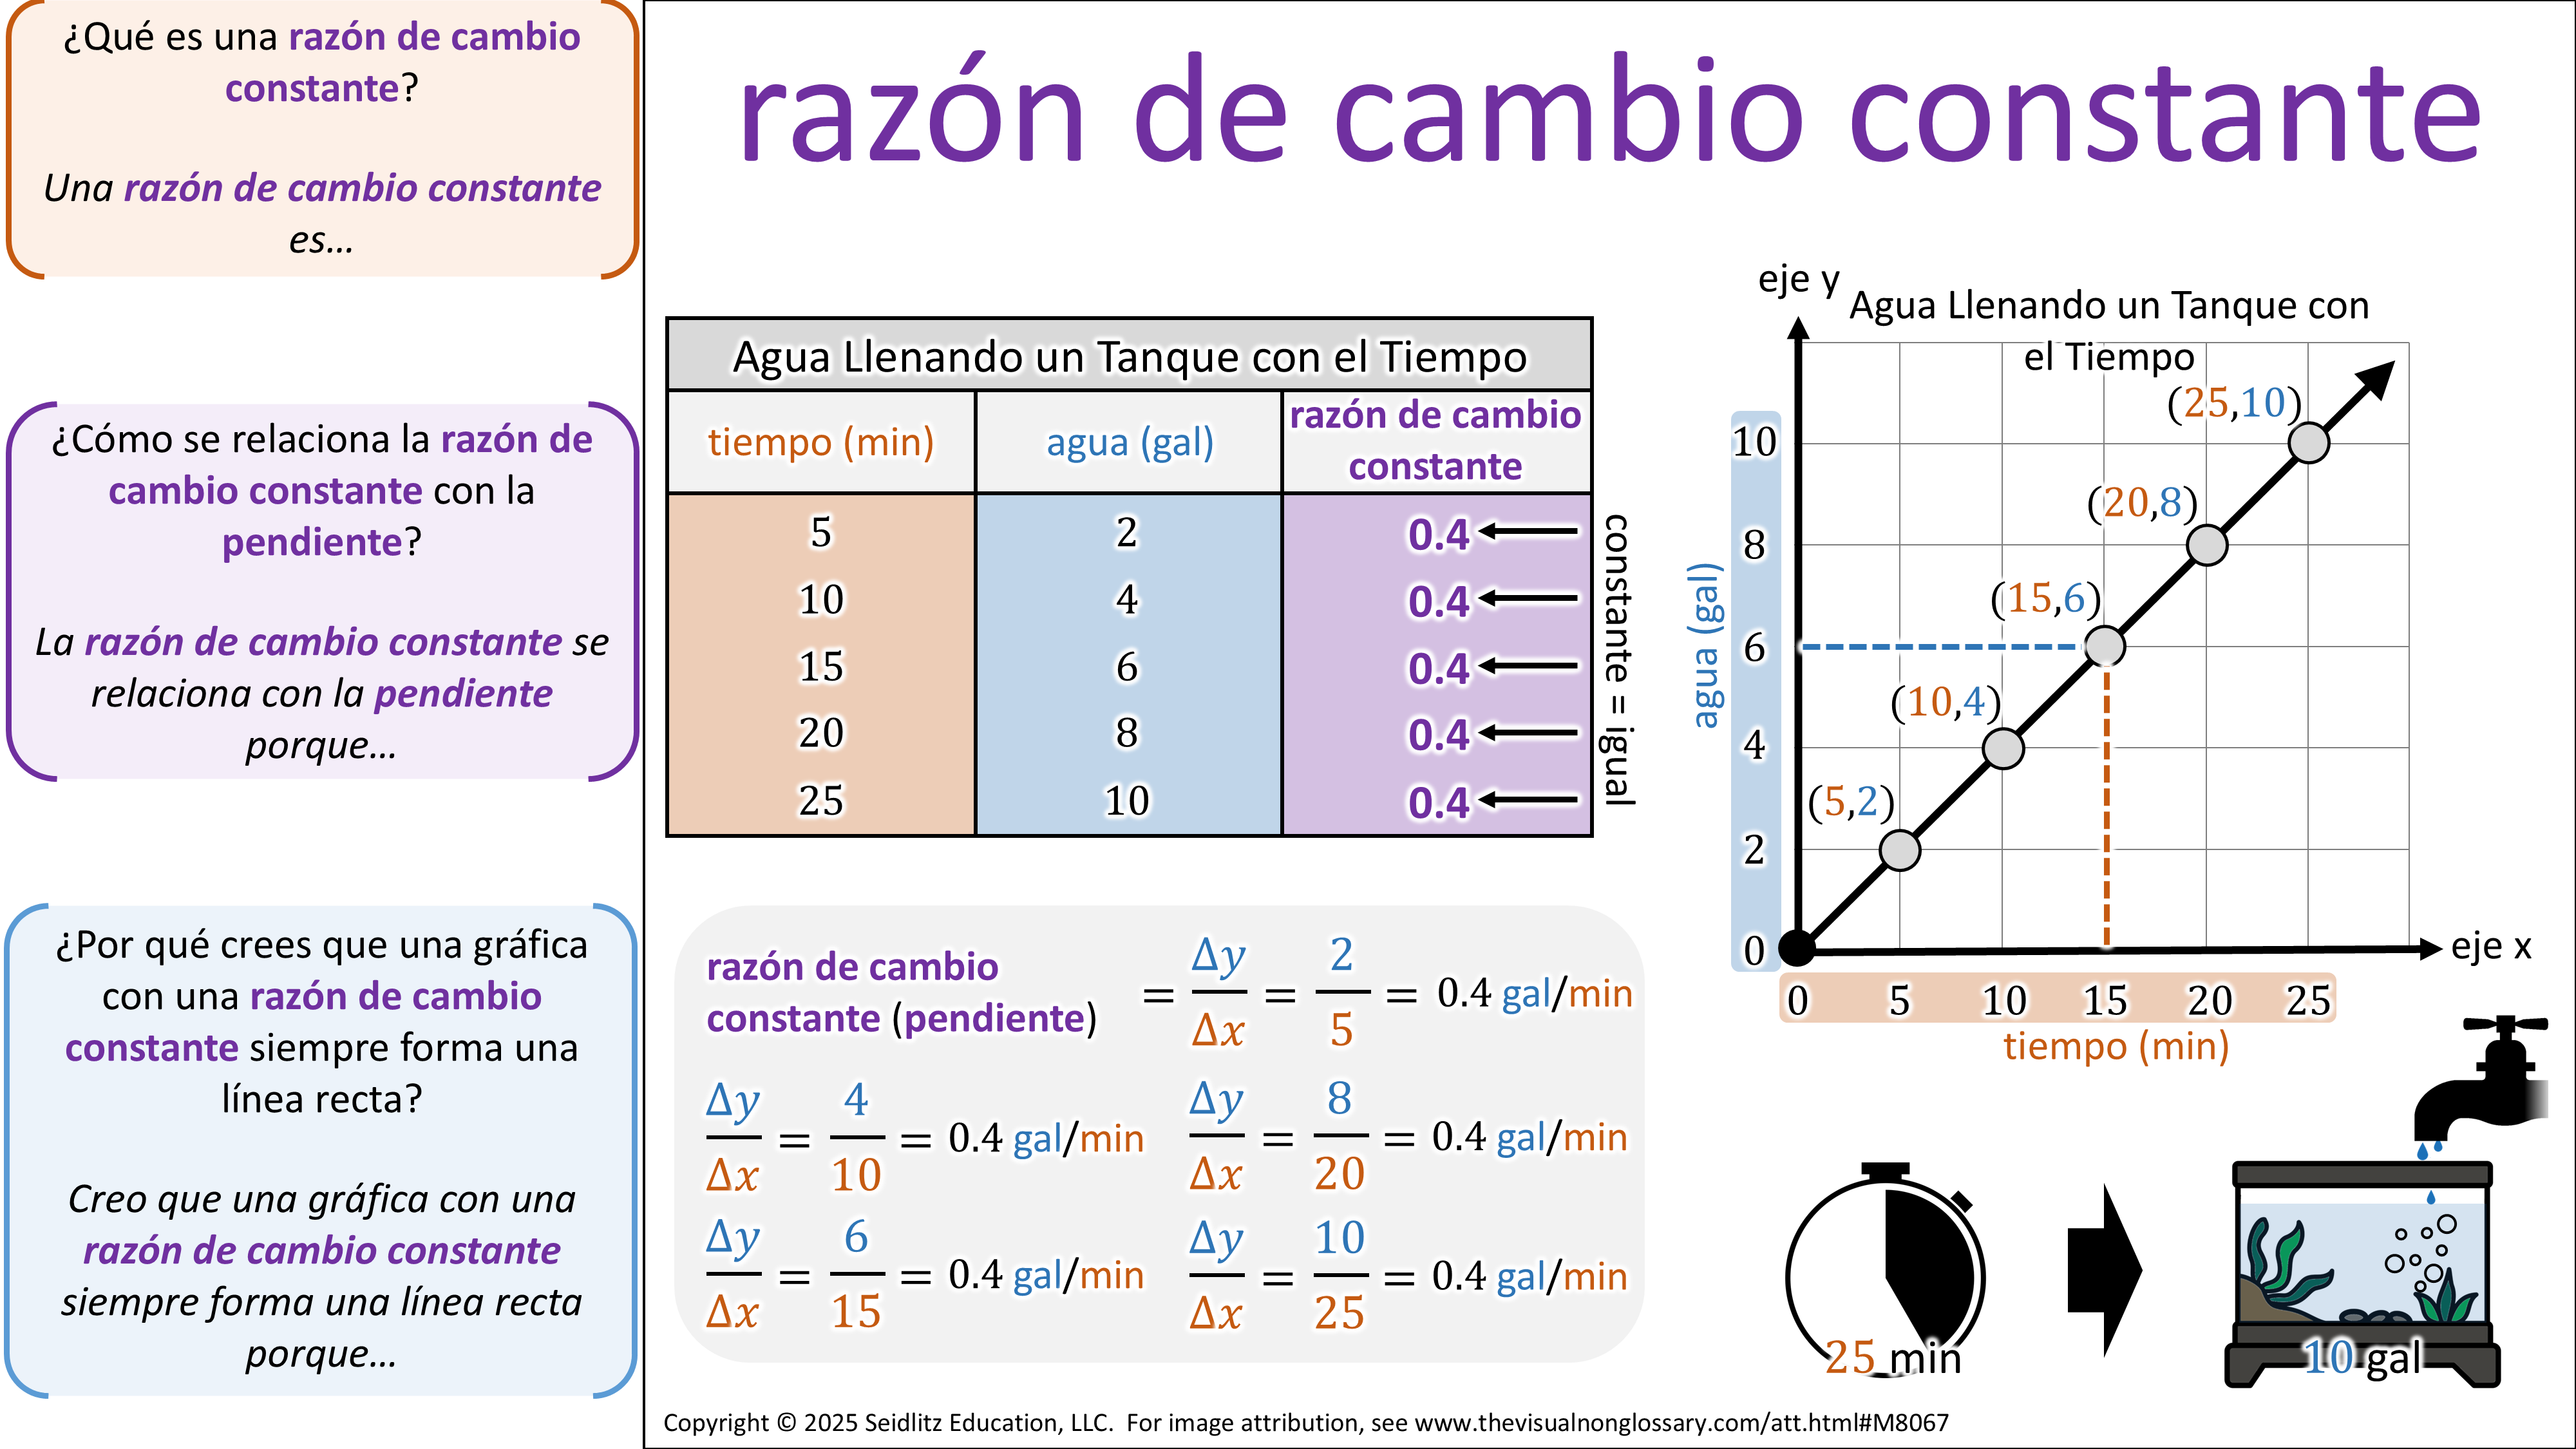 ¿Qué es una razón de cambio
constante?
Una razón de cambio constante
es...
¿Cómo se relaciona la razón de
cambio constante con la
pendiente?
La razón de cambio constante se
relaciona con la pendiente
porque...
¿Por qué crees que una gráfica
con una razón de cambio
constante siempre forma una
línea recta?
Creo que una gráfica con una
razón de cambio constante
siempre forma una línea recta
porque...
razón de cambio constante
Agua Llenando un Tanque con el Tiempo
tiempo (min) agua (gal) razón de cambio
constante
5 2 0.4
10 4 0.4
15 6 0.4
20 8 0.4
25 10 0.4
constante = igual
razón de cambio
constante (pendiente) = Δy/Δx = 2/5 = 0.4 gal/min
Δy/Δx = 4/10 = 0.4 gal/min
Δy/Δx = 8/20 = 0.4 gal/min
Δy/Δx = 6/15 = 0.4 gal/min
Δy/Δx = 10/25 = 0.4 gal/min
eje y
Agua Llenando un Tanque con
el Tiempo
(25,10)
(20,8)
(15,6)
(10,4)
(5,2)
agua (gal)
10
8
6
4
2
0
eje x
0 5 10 15 20 25
tiempo (min)
25 min
10 gal
Copyright © 2025 Seidlitz Education, LLC. For image attribution, see www.thevisualnonglossary.com/att.html#M8067